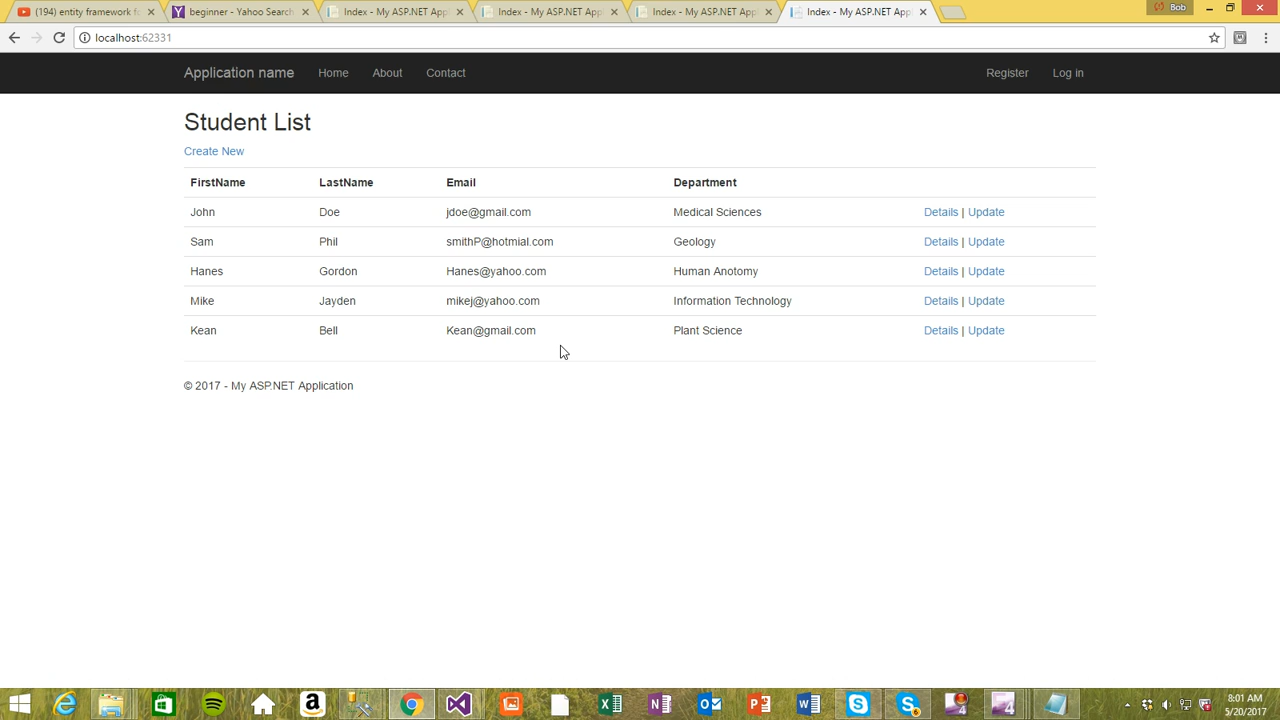 (194) entity framework fo
beginner - Yahoo Search
Index - My ASP.NET App
Index - My ASP.NET App
Index - My ASP.NET App
Index - My ASP.NET App
Bob
localhost:62331
Application name Home About Contact Register Log in
Student List
Create New
FirstName LastName Email Department
John Doe jdoe@gmail.com Medical Sciences Details | Update
Sam Phil smithP@hotmial.com Geology Details | Update
Hanes Gordon Hanes@yahoo.com Human Anotomy Details | Update
Mike Jayden mikej@yahoo.com Information Technology Details | Update
Kean Bell Kean@gmail.com Plant Science Details | Update
© 2017 - My ASP.NET Application
8:01 AM
5/20/2017